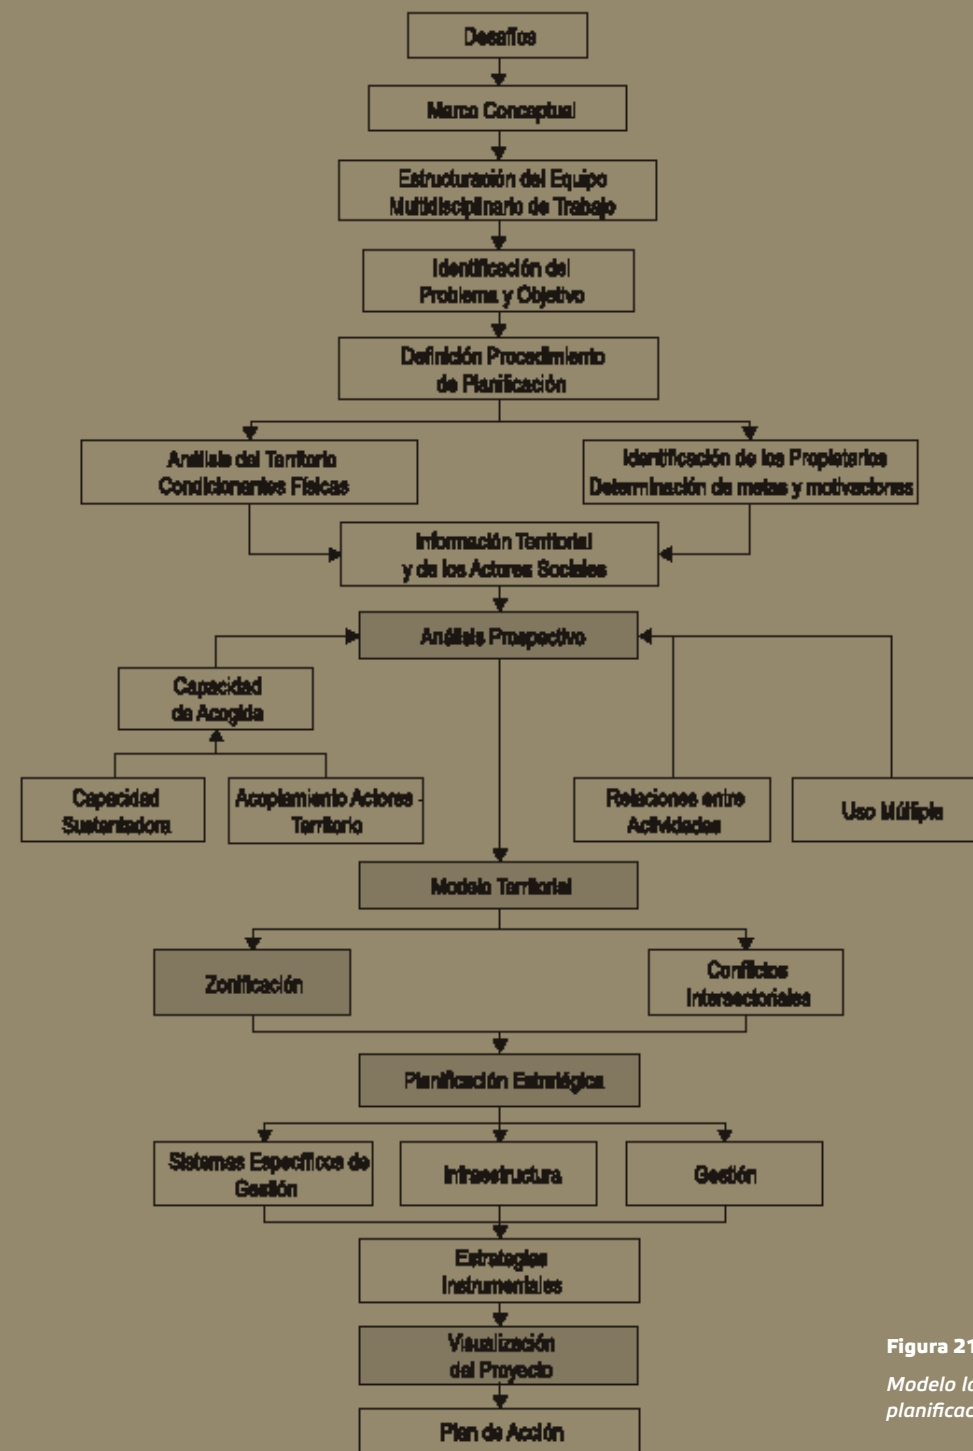 Desafíos
Marco Conceptual
Estructuración del Equipo
Multidisciplinario de Trabajo
Identificación del
Problema y Objetivo
Definición Procedimiento
de Planificación
Análisis del Territorio
Condicionantes Físicas
Identificación de los Propietarios
Determinación de metas y motivaciones
Información Territorial
y de los Actores Sociales
Análisis Prospectivo
Capacidad
de Acogida
Capacidad
Sustentadora
Acoplamiento Actores -
Territorio
Relaciones entre
Actividades
Uso Múltiple
Modelo Territorial
Zonificación
Conflictos
Intersectoriales
Planificación Estratégica
Sistemas Específicos de
Gestión
Infraestructura
Gestión
Estrategias
Instrumentales
Visualización
del Proyecto
Plan de Acción
Figura 21
Modelo